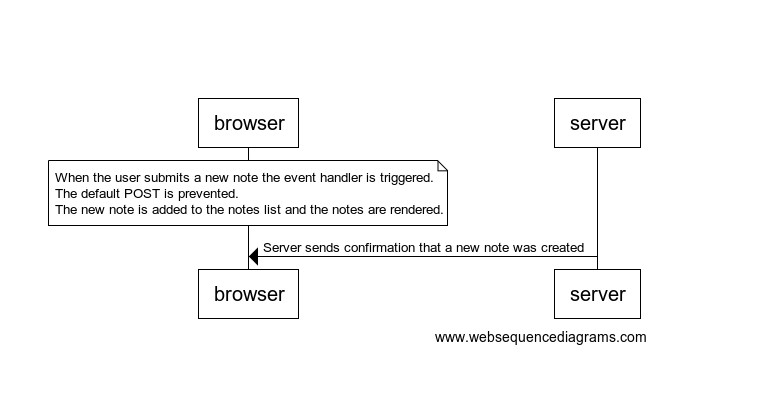 browser
server
When the user submits a new note the event handler is triggered.
The default POST is prevented.
The new note is added to the notes list and the notes are rendered.
Server sends confirmation that a new note was created
browser
server
www.websequencediagrams.com